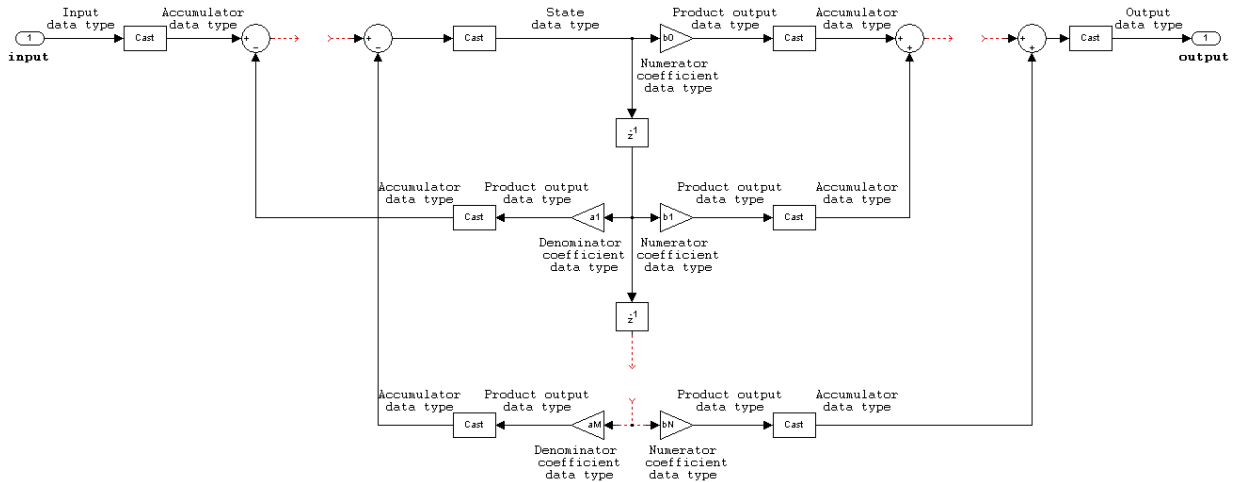 Input
data type
Accumulator
data type
State
data type
Product output
data type
Accumulator
data type
Output
data type
1
Cast
+
−
+
−
Cast
b0
Cast
+
+
+
+
Cast
1
input
output
Numerator
coefficient
data type
z-1
Accumulator
data type
Product output
data type
Product output
data type
Accumulator
data type
Cast
a1
b1
Cast
Denominator
coefficient
data type
Numerator
coefficient
data type
z-1
Accumulator
data type
Product output
data type
Product output
data type
Accumulator
data type
Cast
aM
bN
Cast
Denominator
coefficient
data type
Numerator
coefficient
data type